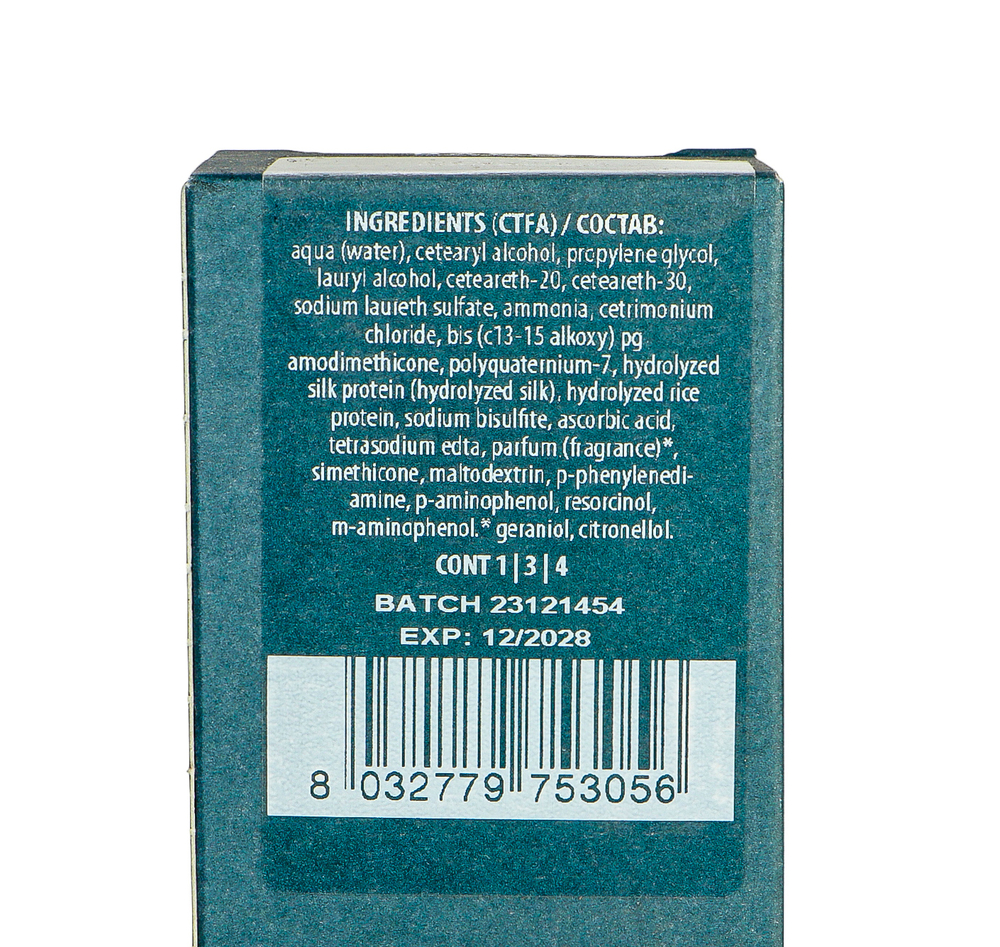 INGREDIENTS (CTFA) / СОСТАВ:
aqua (water), cetearyl alcohol, propylene glycol,
lauryl alcohol, ceteareth-20, ceteareth-30,
sodium laureth sulfate, ammonia, cetrimonium
chloride, bis (c13-15 alkoxy) pg
amodimethicone, polyquaternium-7, hydrolyzed
silk protein (hydrolyzed silk), hydrolyzed rice
protein, sodium bisulfite, ascorbic acid,
tetrasodium edta, parfum (fragrance)*,
simethicone, maltodextrin, p-phenylenedi-
amine, p-aminophenol, resorcinol,
m-aminophenol.* geraniol, citronellol.
CONT 1 | 3 | 4
BATCH 23121454
EXP: 12/2028
8 032779 753056